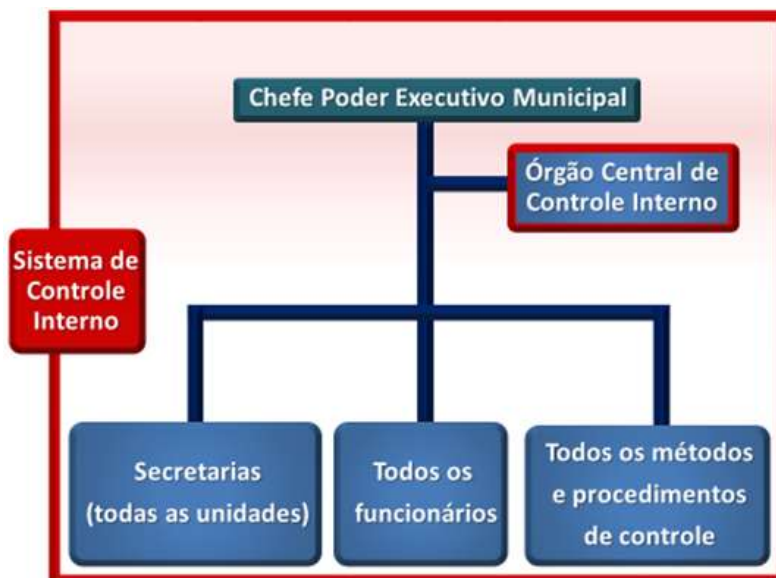 Chefe Poder Executivo Municipal
Órgão Central de
Controle Interno
Sistema de
Controle
Interno
Secretarias
(todas as unidades)
Todos os
funcionários
Todos os métodos
e procedimentos
de controle